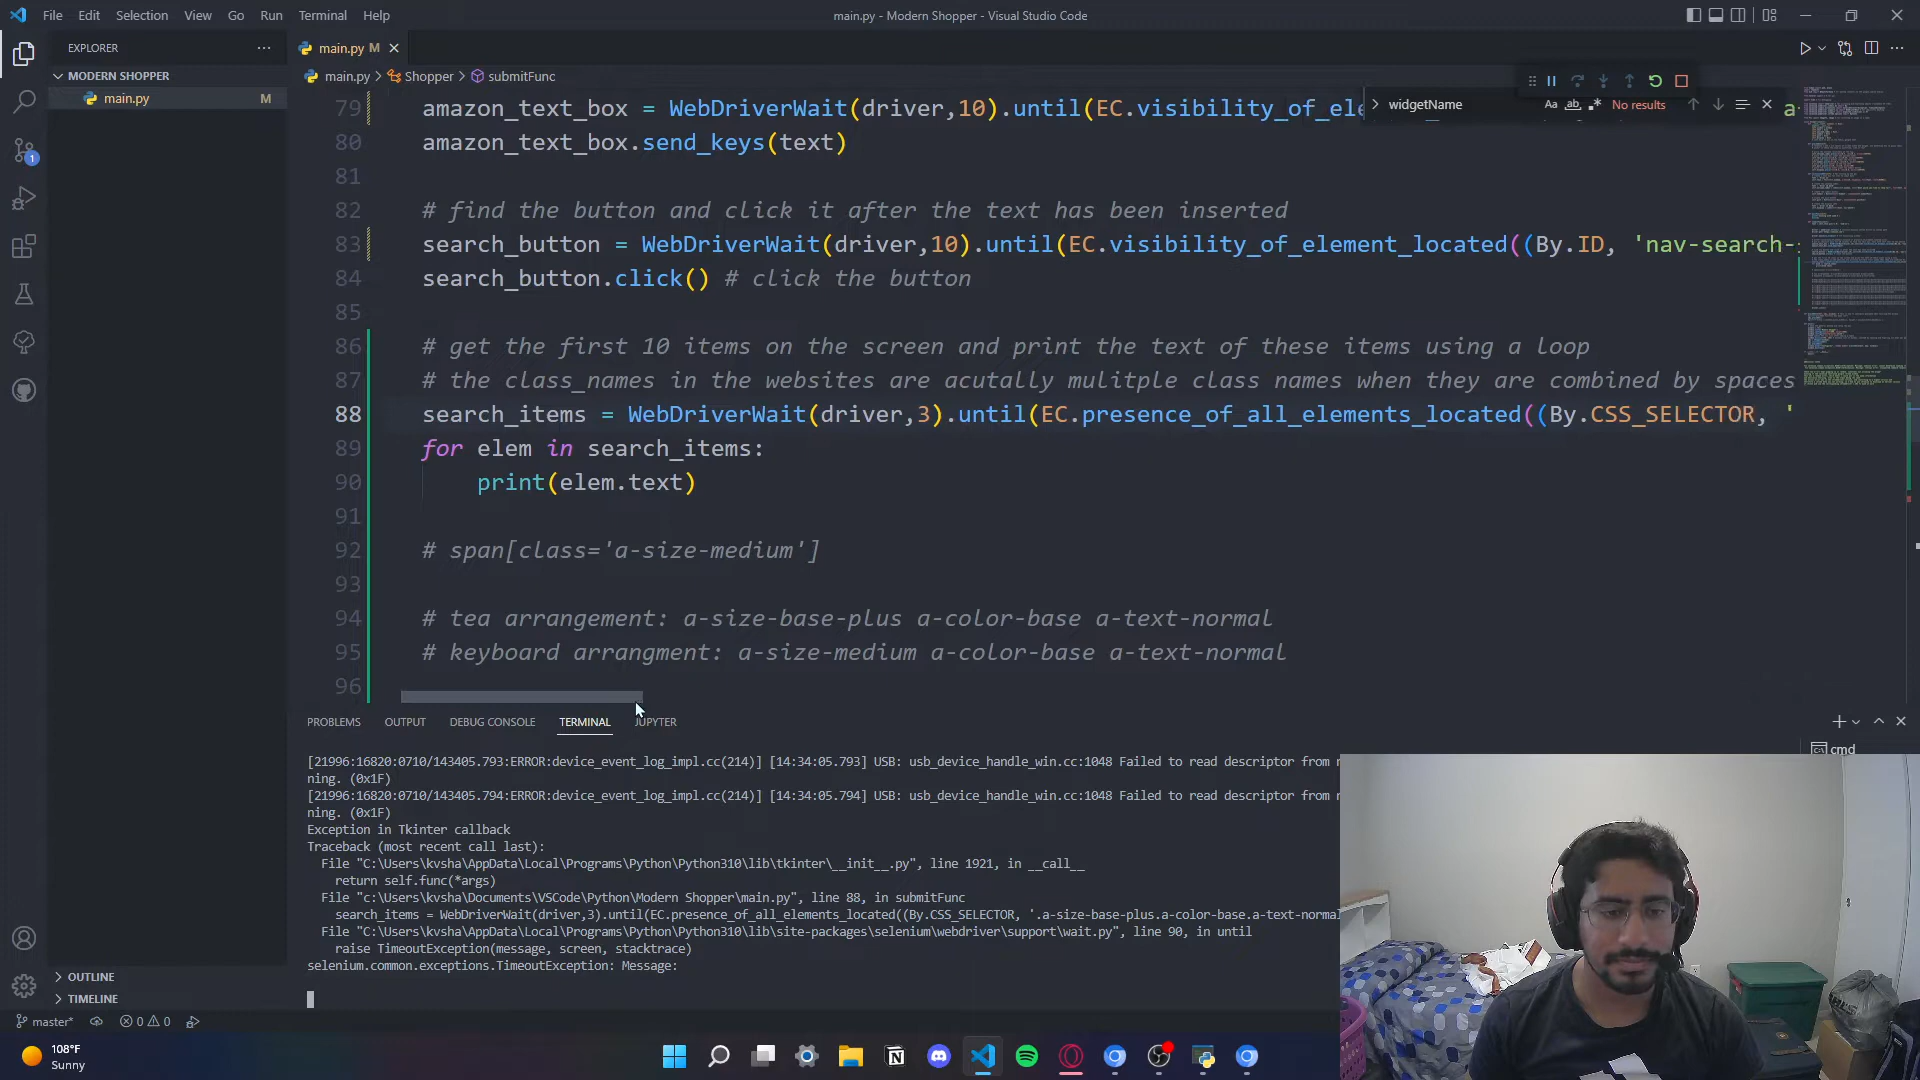 File Edit Selection View Go Run Terminal Help
main.py - Modern Shopper - Visual Studio Code
EXPLORER
MODERN SHOPPER
main.py M
1
OUTLINE
TIMELINE
main.py M
main.py > Shopper > submitFunc
widgetName
Aa ab .* No results
79 amazon_text_box = WebDriverWait(driver,10).until(EC.visibility_of_ele
80 amazon_text_box.send_keys(text)
81
82 # find the button and click it after the text has been inserted
83 search_button = WebDriverWait(driver,10).until(EC.visibility_of_element_located((By.ID, 'nav-search-
84 search_button.click() # click the button
85
86 # get the first 10 items on the screen and print the text of these items using a loop
87 # the class_names in the websites are acutally mulitple class names when they are combined by spaces
88 search_items = WebDriverWait(driver,3).until(EC.presence_of_all_elements_located((By.CSS_SELECTOR, '
89 for elem in search_items:
90 print(elem.text)
91
92 # span[class='a-size-medium']
93
94 # tea arrangement: a-size-base-plus a-color-base a-text-normal
95 # keyboard arrangment: a-size-medium a-color-base a-text-normal
96
PROBLEMS OUTPUT DEBUG CONSOLE TERMINAL JUPYTER
cmd
[21996:16820:0710/143405.793:ERROR:device_event_log_impl.cc(214)] [14:34:05.793] USB: usb_device_handle_win.cc:1048 Failed to read descriptor from
ning. (0x1F)
[21996:16820:0710/143405.794:ERROR:device_event_log_impl.cc(214)] [14:34:05.794] USB: usb_device_handle_win.cc:1048 Failed to read descriptor from
ning. (0x1F)
Exception in Tkinter callback
Traceback (most recent call last):
File "C:\Users\kvsha\AppData\Local\Programs\Python\Python310\lib\tkinter\__init__.py", line 1921, in __call__
return self.func(*args)
File "c:\Users\kvsha\Documents\VSCode\Python\Modern Shopper\main.py", line 88, in submitFunc
search_items = WebDriverWait(driver,3).until(EC.presence_of_all_elements_located((By.CSS_SELECTOR, '.a-size-base-plus.a-color-base.a-text-normal
File "C:\Users\kvsha\AppData\Local\Programs\Python\Python310\lib\site-packages\selenium\webdriver\support\wait.py", line 90, in until
raise TimeoutException(message, screen, stacktrace)
selenium.common.exceptions.TimeoutException: Message:
master* 0 0
108°F
Sunny